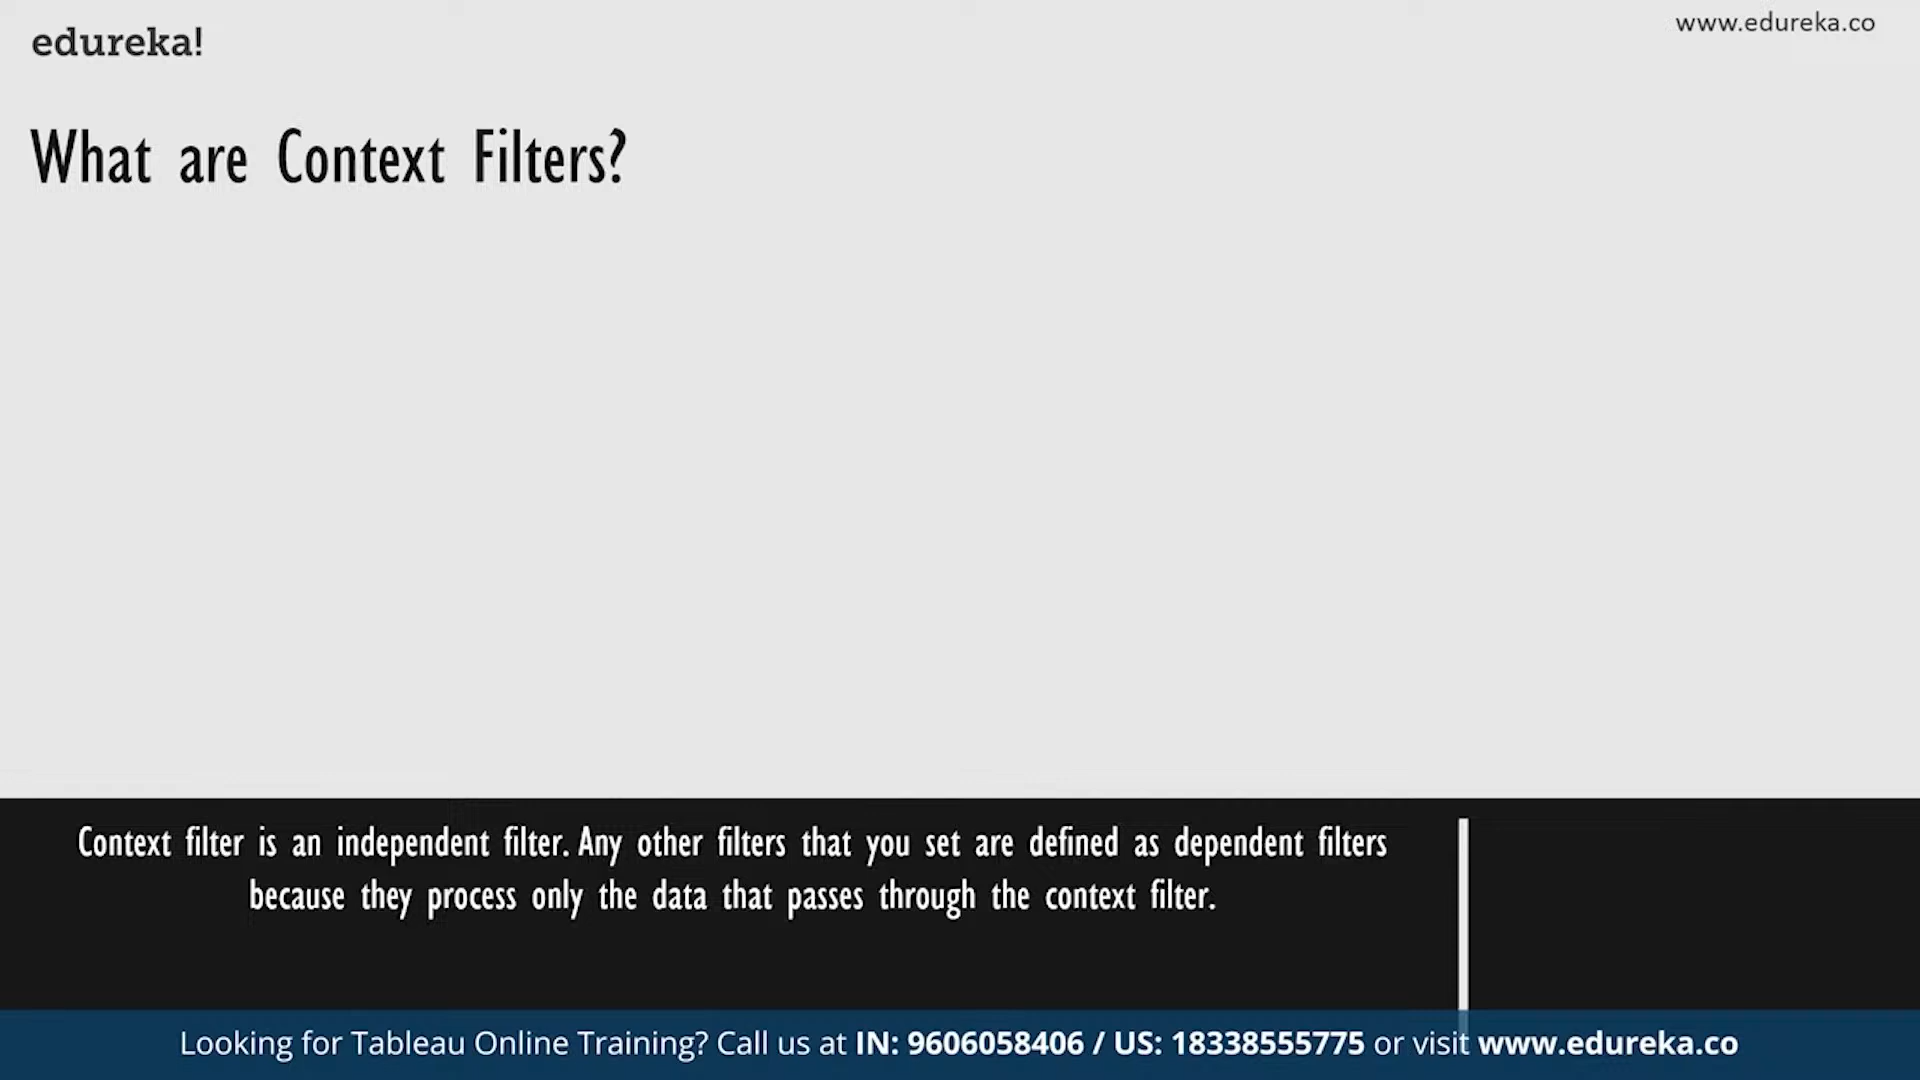 edureka!
www.edureka.co
What are Context Filters?
Context filter is an independent filter. Any other filters that you set are defined as dependent filters
because they process only the data that passes through the context filter.
Looking for Tableau Online Training? Call us at IN: 9606058406 / US: 18338555775 or visit www.edureka.co